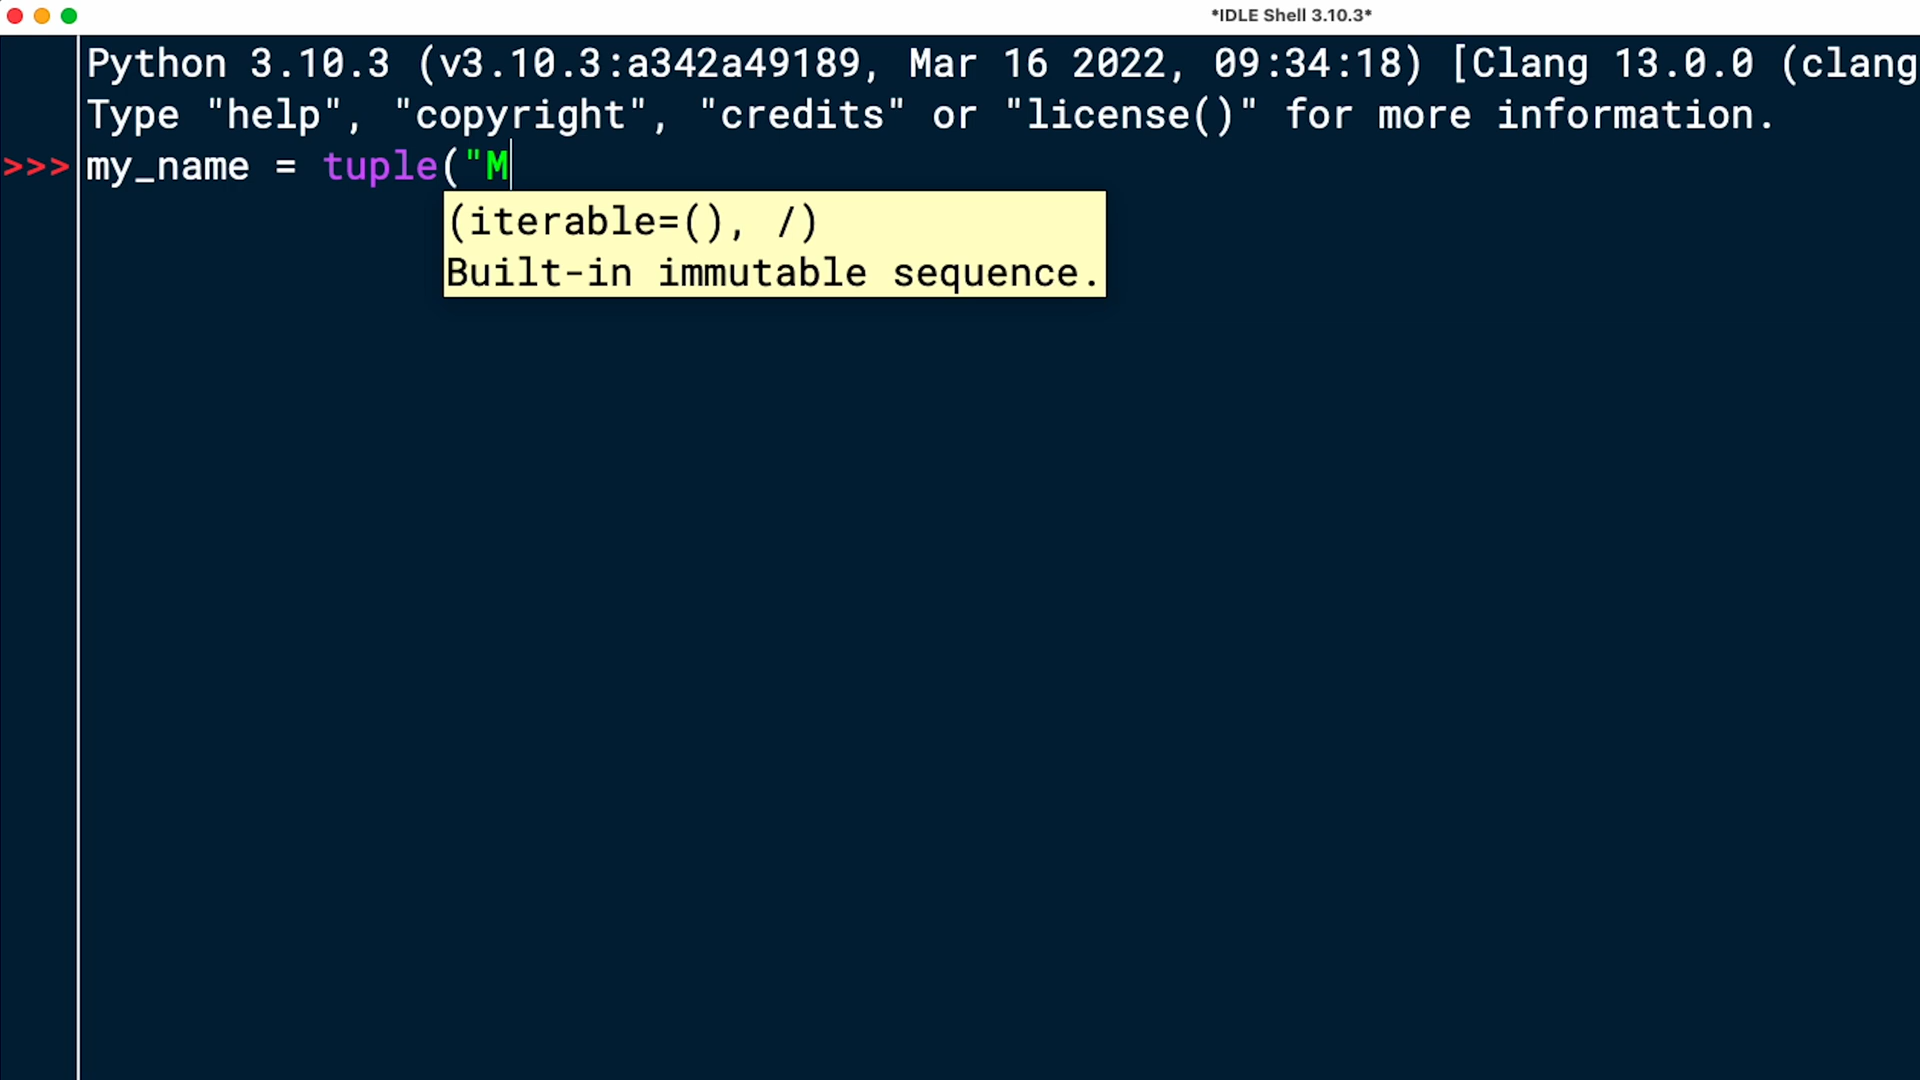 *IDLE Shell 3.10.3*
Python 3.10.3 (v3.10.3:a342a49189, Mar 16 2022, 09:34:18) [Clang 13.0.0 (clang
Type "help", "copyright", "credits" or "license()" for more information.
>>> my_name = tuple("M
(iterable=(), /)
Built-in immutable sequence.